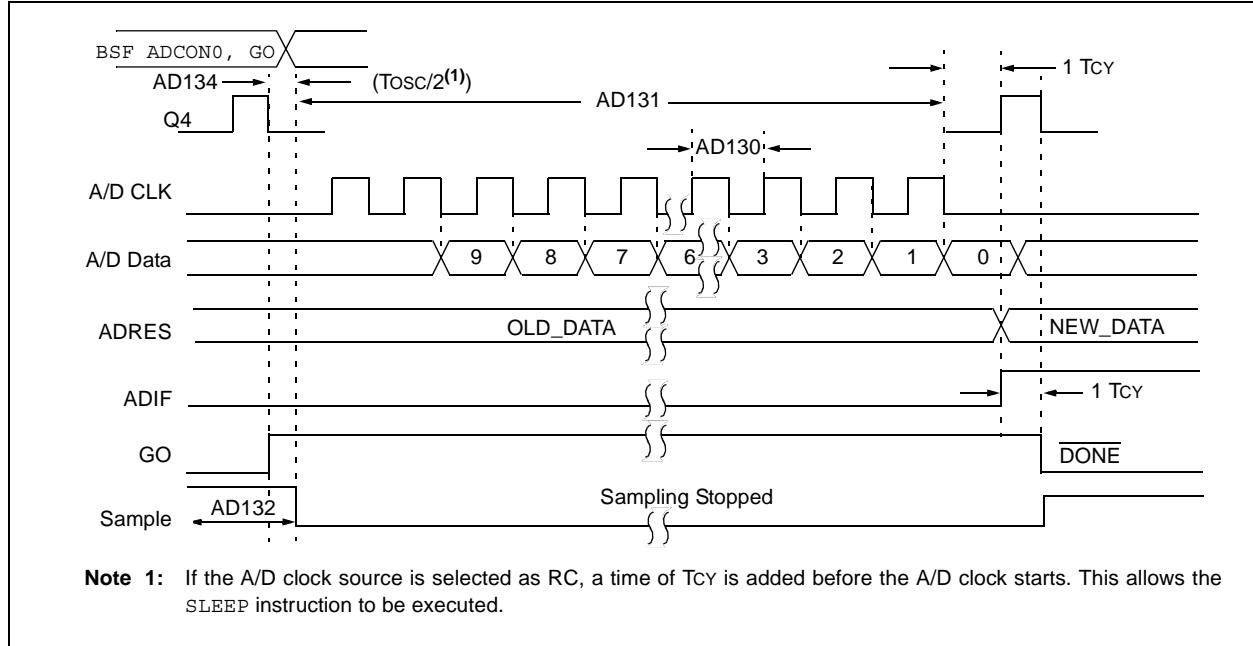 BSF ADCON0, GO
AD134
(TOSC/2(1))
1 TCY
AD131
Q4
AD130
A/D CLK
A/D Data
9 8 7 6 3 2 1 0
ADRES
OLD_DATA
NEW_DATA
ADIF
1 TCY
GO
DONE
Sampling Stopped
AD132
Sample
Note 1: If the A/D clock source is selected as RC, a time of TCY is added before the A/D clock starts. This allows the
SLEEP instruction to be executed.